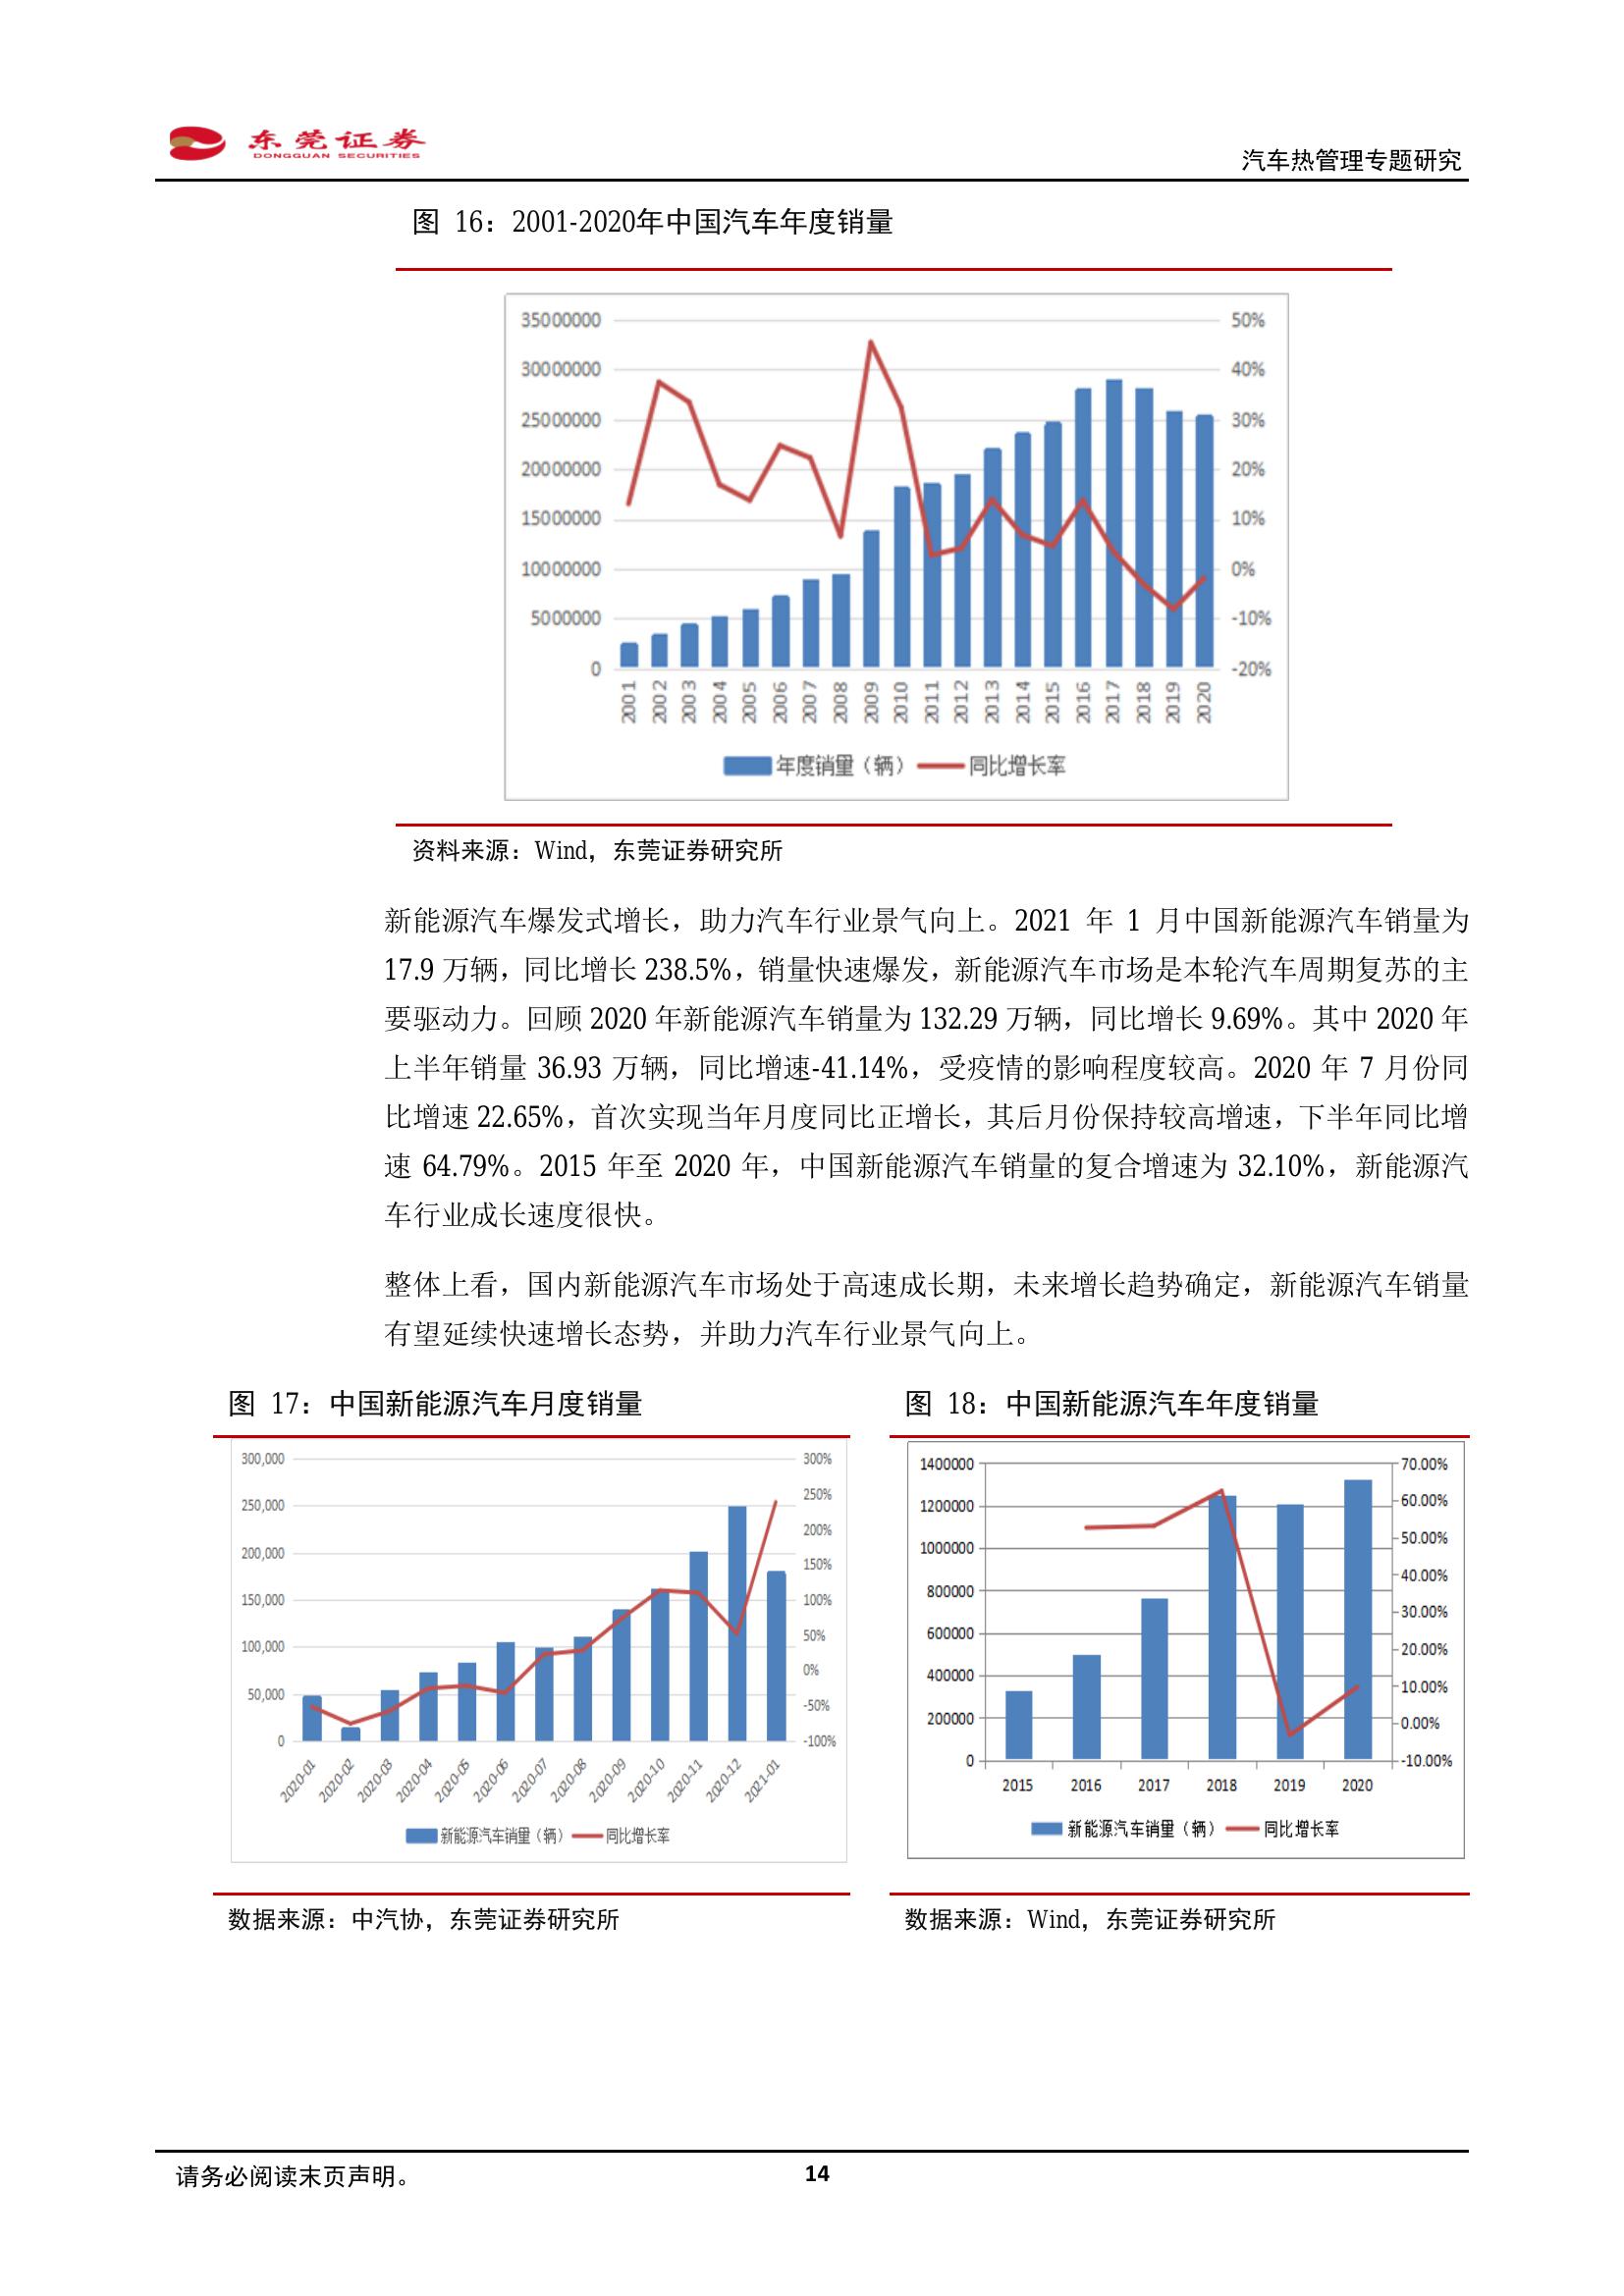 东莞证券
DONGGUAN SECURITIES
汽车热管理专题研究
图 16：2001-2020年中国汽车年度销量
35000000
30000000
25000000
20000000
15000000
10000000
5000000
0
50%
40%
30%
20%
10%
0%
-10%
-20%
2001 2002 2003 2004 2005 2006 2007 2008 2009 2010 2011 2012 2013 2014 2015 2016 2017 2018 2019 2020
年度销量（辆） 同比增长率
资料来源：Wind，东莞证券研究所
新能源汽车爆发式增长，助力汽车行业景气向上。2021 年 1 月中国新能源汽车销量为
17.9 万辆，同比增长 238.5%，销量快速爆发，新能源汽车市场是本轮汽车周期复苏的主
要驱动力。回顾 2020 年新能源汽车销量为 132.29 万辆，同比增长 9.69%。其中 2020 年
上半年销量 36.93 万辆，同比增速-41.14%，受疫情的影响程度较高。2020 年 7 月份同
比增速 22.65%，首次实现当年月度同比正增长，其后月份保持较高增速，下半年同比增
速 64.79%。2015 年至 2020 年，中国新能源汽车销量的复合增速为 32.10%，新能源汽
车行业成长速度很快。
整体上看，国内新能源汽车市场处于高速成长期，未来增长趋势确定，新能源汽车销量
有望延续快速增长态势，并助力汽车行业景气向上。
图 17：中国新能源汽车月度销量
300,000
250,000
200,000
150,000
100,000
50,000
0
300%
250%
200%
150%
100%
50%
0%
-50%
-100%
2020-01 2020-02 2020-03 2020-04 2020-05 2020-06 2020-07 2020-08 2020-09 2020-10 2020-11 2020-12 2021-01
新能源汽车销量（辆） 同比增长率
数据来源：中汽协，东莞证券研究所
图 18：中国新能源汽车年度销量
1400000
1200000
1000000
800000
600000
400000
200000
0
70.00%
60.00%
50.00%
40.00%
30.00%
20.00%
10.00%
0.00%
-10.00%
2015 2016 2017 2018 2019 2020
新能源汽车销量（辆） 同比增长率
数据来源：Wind，东莞证券研究所
请务必阅读末页声明。
14